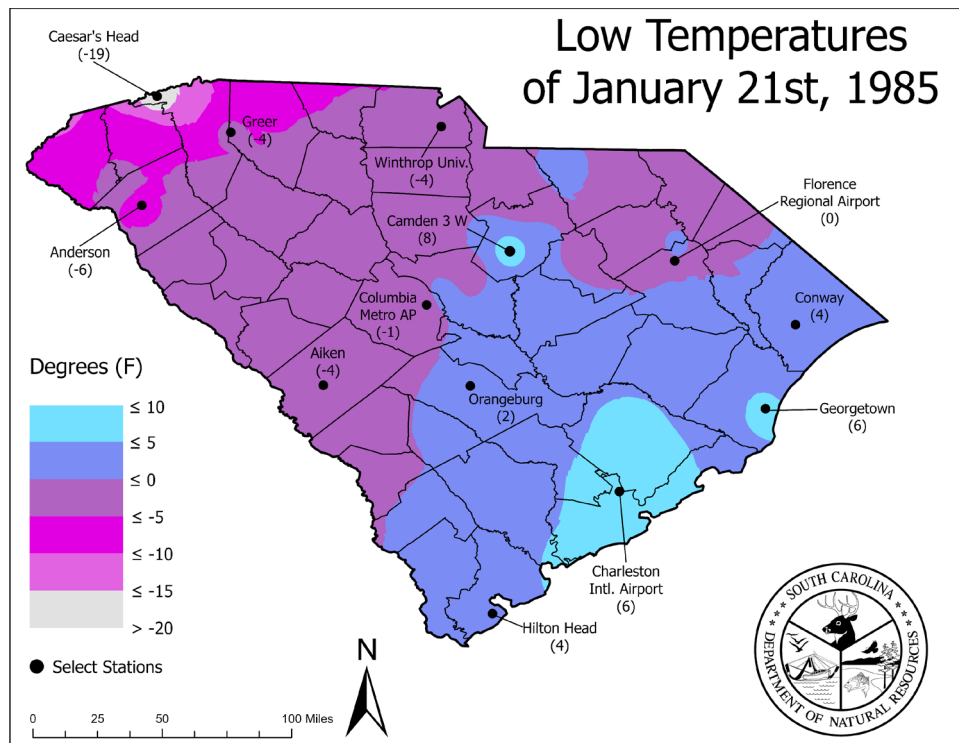 Low Temperatures
of January 21st, 1985
Caesar's Head
(-19)
Greer
(-4)
Winthrop Univ.
(-4)
Florence
Regional Airport
(0)
Camden 3 W
(8)
Anderson
(-6)
Columbia
Metro AP
(-1)
Conway
(4)
Aiken
(-4)
Orangeburg
(2)
Georgetown
(6)
Charleston
Intl. Airport
(6)
Hilton Head
(4)
Degrees (F)
≤ 10
≤ 5
≤ 0
≤ -5
≤ -10
≤ -15
> -20
Select Stations
N
0 25 50 100 Miles
SOUTH CAROLINA
DEPARTMENT OF NATURAL RESOURCES